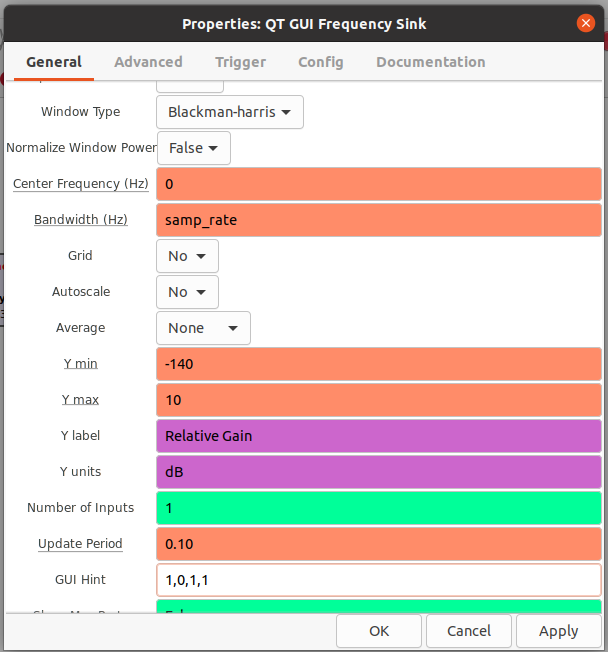 Properties: QT GUI Frequency Sink
General Advanced Trigger Config Documentation
Window Type Blackman-harris
Normalize Window Power False
Center Frequency (Hz) 0
Bandwidth (Hz) samp_rate
Grid No
Autoscale No
Average None
Y min -140
Y max 10
Y label Relative Gain
Y units dB
Number of Inputs 1
Update Period 0.10
GUI Hint 1,0,1,1
OK Cancel Apply